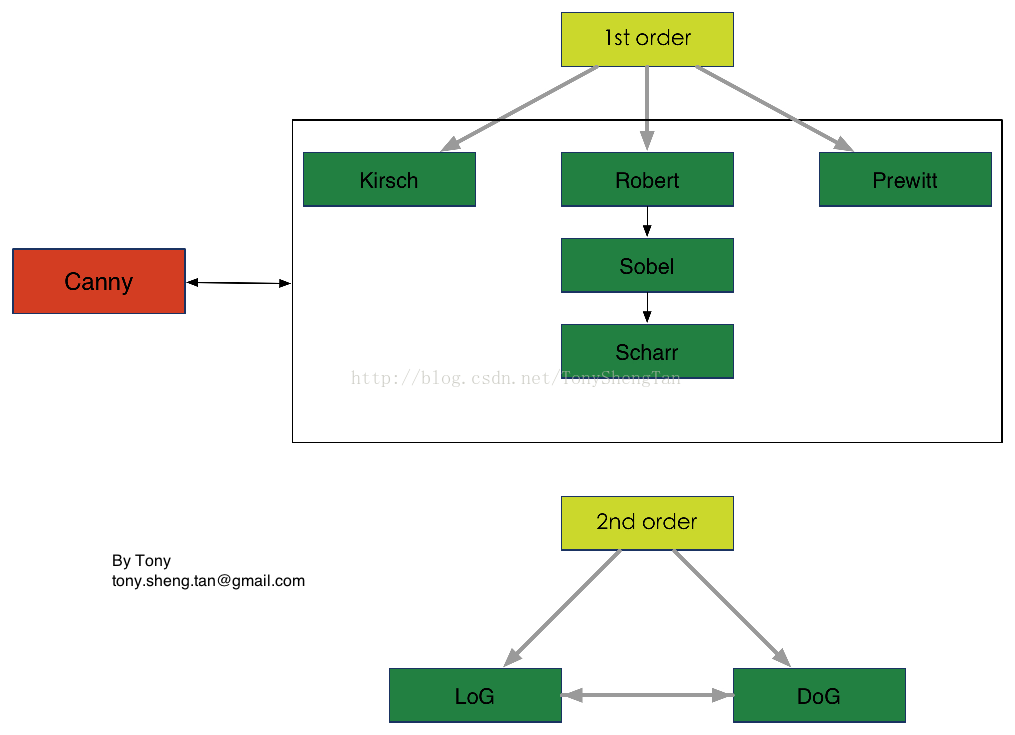 1st order
Kirsch
Robert
Prewitt
Canny
Sobel
Scharr
http://blog.csdn.net/TonyShengTan
2nd order
By Tony
tony.sheng.tan@gmail.com
LoG
DoG